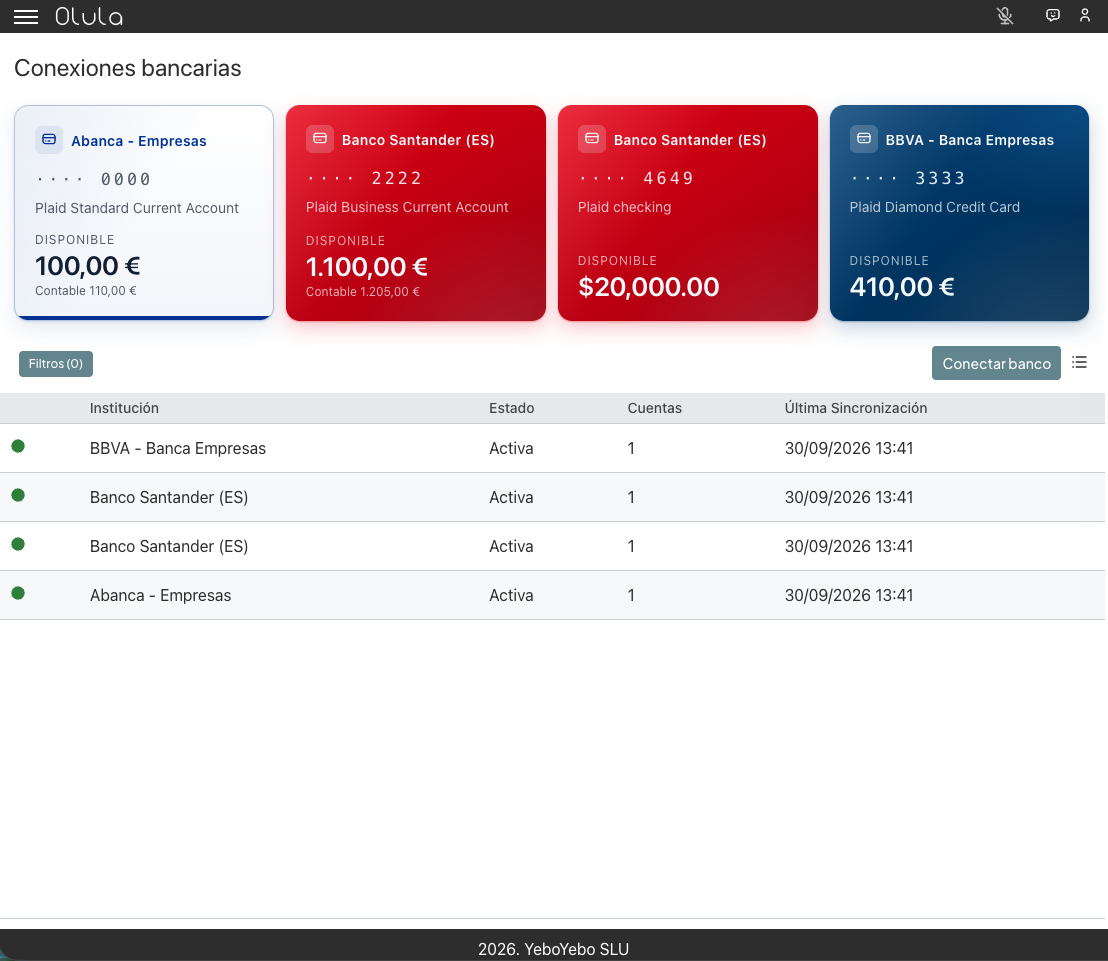 Olula
Conexiones bancarias
Abanca - Empresas
···· 0000
Plaid Standard Current Account
DISPONIBLE
100,00 €
Contable 110,00 €
Banco Santander (ES)
···· 2222
Plaid Business Current Account
DISPONIBLE
1.100,00 €
Contable 1.205,00 €
Banco Santander (ES)
···· 4649
Plaid checking
DISPONIBLE
$20,000.00
BBVA - Banca Empresas
···· 3333
Plaid Diamond Credit Card
DISPONIBLE
410,00 €
Filtros (0)
Conectar banco
Institución Estado Cuentas Última Sincronización
BBVA - Banca Empresas Activa 1 30/09/2026 13:41
Banco Santander (ES) Activa 1 30/09/2026 13:41
Banco Santander (ES) Activa 1 30/09/2026 13:41
Abanca - Empresas Activa 1 30/09/2026 13:41
2026. YeboYebo SLU